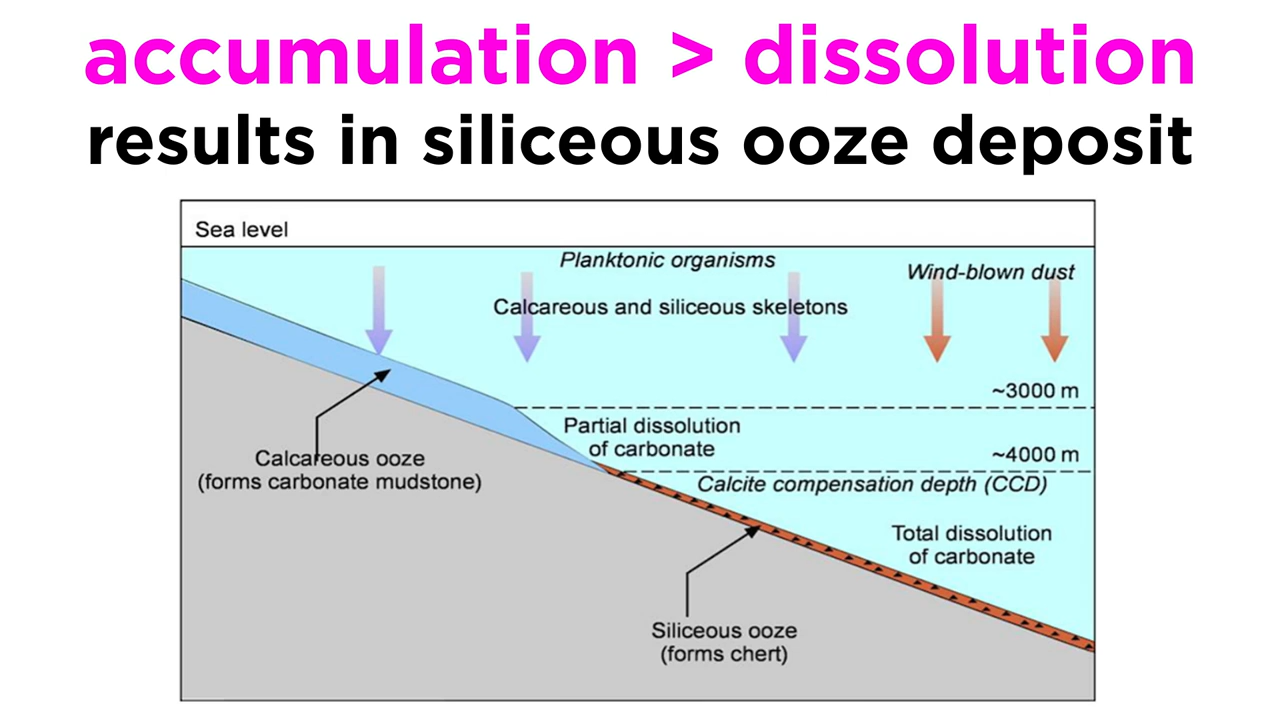 accumulation > dissolution
results in siliceous ooze deposit
Sea level
Planktonic organisms
Wind-blown dust
Calcareous and siliceous skeletons
~3000 m
Partial dissolution
of carbonate
~4000 m
Calcareous ooze
(forms carbonate mudstone)
Calcite compensation depth (CCD)
Total dissolution
of carbonate
Siliceous ooze
(forms chert)